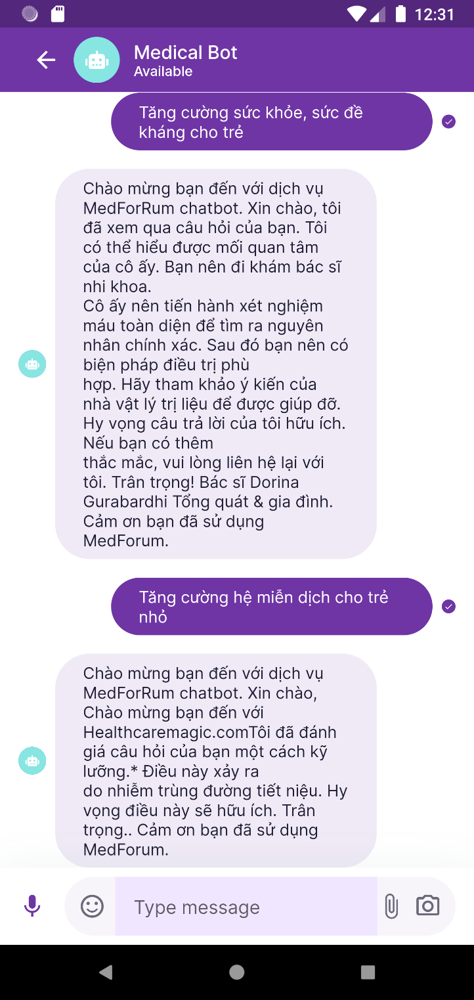 12:31
Medical Bot
Available
Tăng cường sức khỏe, sức đề
kháng cho trẻ
Chào mừng bạn đến với dịch vụ
MedForRum chatbot. Xin chào, tôi
đã xem qua câu hỏi của bạn. Tôi
có thể hiểu được mối quan tâm
của cô ấy. Bạn nên đi khám bác sĩ
nhi khoa.
Cô ấy nên tiến hành xét nghiệm
máu toàn diện để tìm ra nguyên
nhân chính xác. Sau đó bạn nên có
biện pháp điều trị phù
hợp. Hãy tham khảo ý kiến của
nhà vật lý trị liệu để được giúp đỡ.
Hy vọng câu trả lời của tôi hữu ích.
Nếu bạn có thêm
thắc mắc, vui lòng liên hệ lại với
tôi. Trân trọng! Bác sĩ Dorina
Gurabardhi Tổng quát & gia đình.
Cảm ơn bạn đã sử dụng
MedForum.
Tăng cường hệ miễn dịch cho trẻ
nhỏ
Chào mừng bạn đến với dịch vụ
MedForRum chatbot. Xin chào,
Chào mừng bạn đến với
Healthcaremagic.comTôi đã đánh
giá câu hỏi của bạn một cách kỹ
lưỡng.* Điều này xảy ra
do nhiễm trùng đường tiết niệu. Hy
vọng điều này sẽ hữu ích. Trân
trọng.. Cảm ơn bạn đã sử dụng
MedForum.
Type message